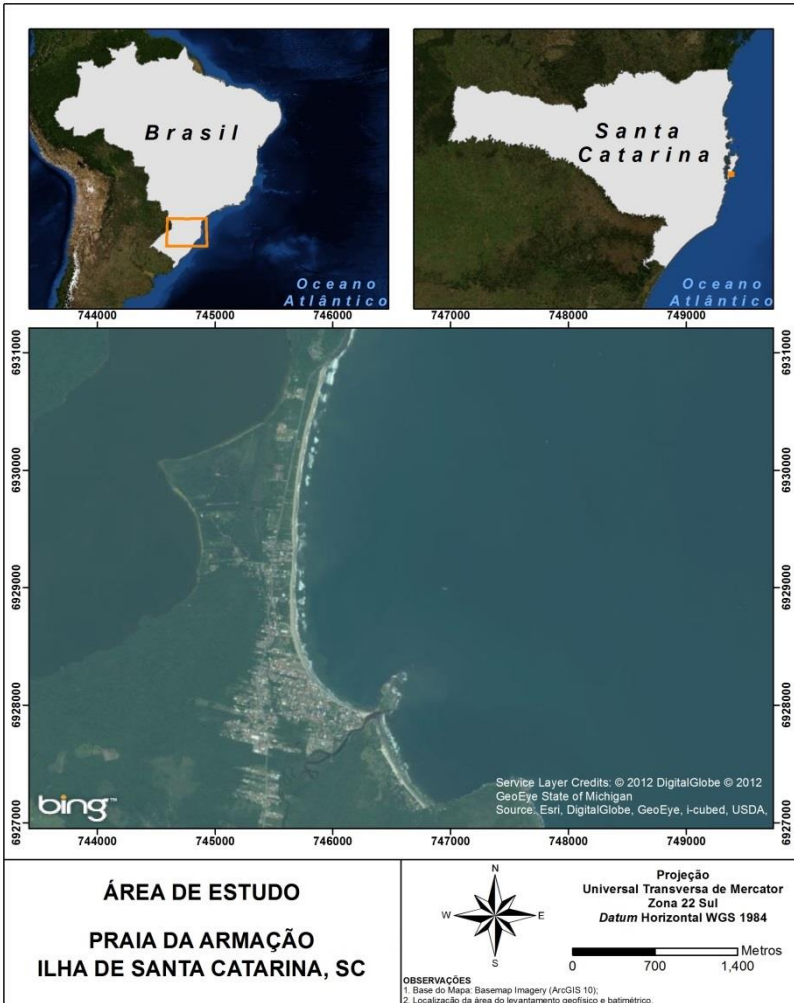 Brasil
Oceano
Atlântico
Santa
Catarina
Oceano
Atlântico
744000 745000 746000 747000 748000 749000
6931000
6930000
6929000
6928000
6927000
6931000
6930000
6929000
6928000
6927000
bing™
Service Layer Credits: © 2012 DigitalGlobe © 2012
GeoEye State of Michigan
Source: Esri, DigitalGlobe, GeoEye, i-cubed, USDA,
744000 745000 746000 747000 748000 749000
ÁREA DE ESTUDO
PRAIA DA ARMAÇÃO
ILHA DE SANTA CATARINA, SC
N
W E
S
Projeção
Universal Transversa de Mercator
Zona 22 Sul
Datum Horizontal WGS 1984
Metros
0 700 1,400
OBSERVAÇÕES
1. Base do Mapa: Basemap Imagery (ArcGIS 10);
2. Localização da área do levantamento geofísico e batimétrico.